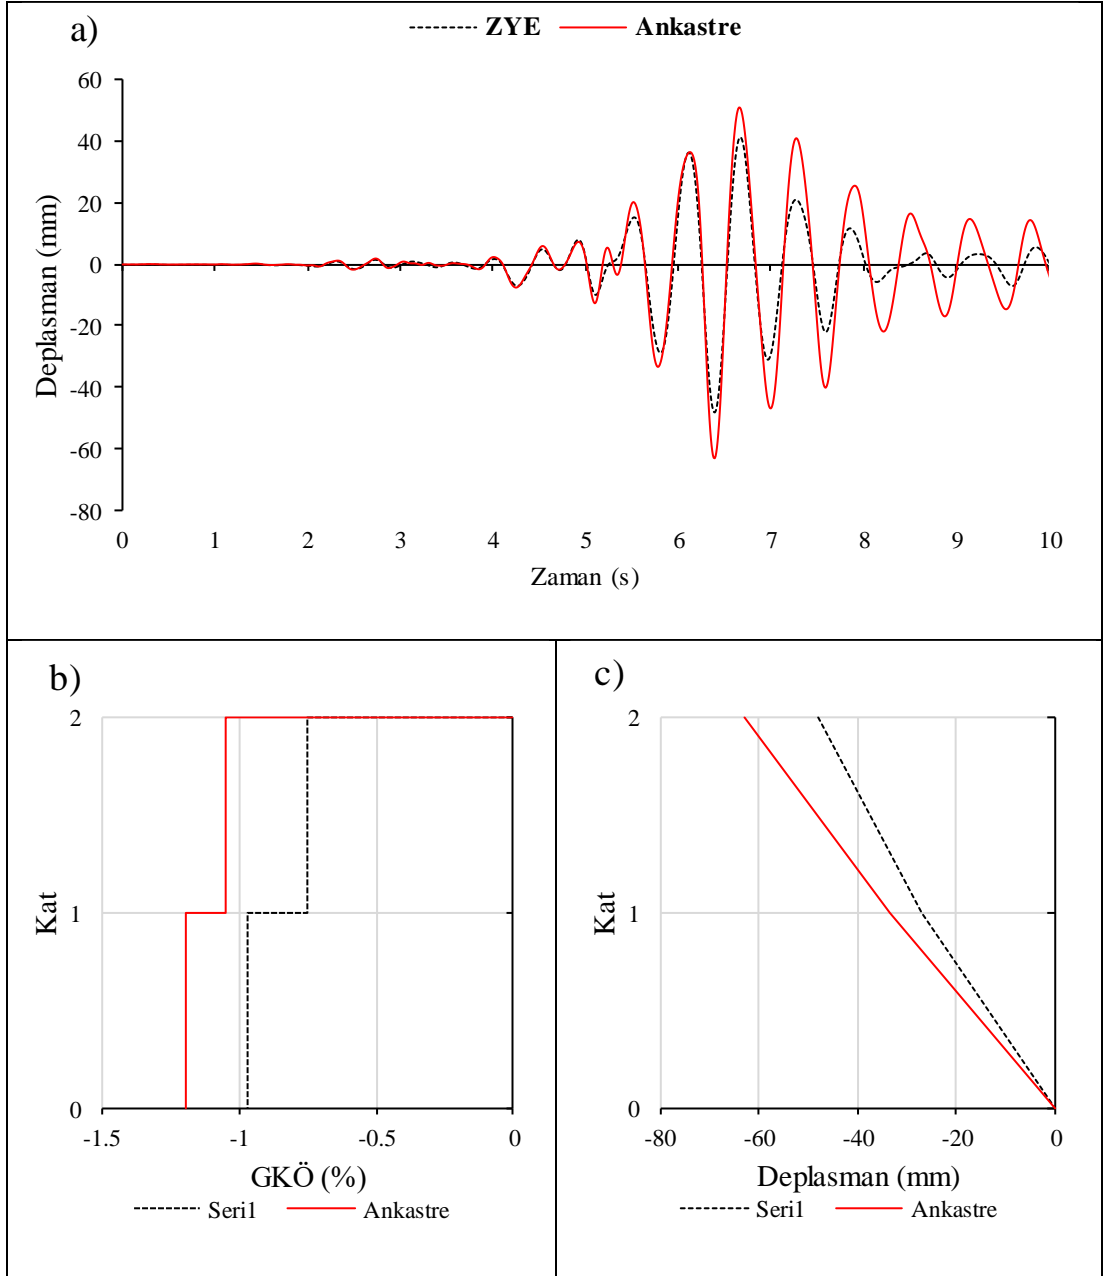 a)
ZYE Ankastre
60
40
20
0
-20
-40
-60
-80
Deplasman (mm)
0 1 2 3 4 5 6 7 8 9 10
Zaman (s)
b)
2
1
0
Kat
-1.5 -1 -0.5 0
GKÖ (%)
Seri1 Ankastre
c)
2
1
0
Kat
-80 -60 -40 -20 0
Deplasman (mm)
Seri1 Ankastre